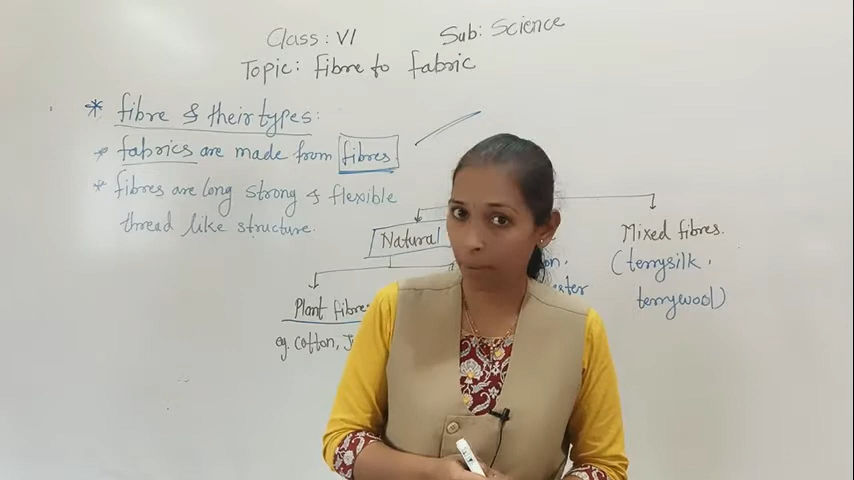 Class: VI Sub: Science
Topic: Fibre to fabric
* fibre & their types:
* fabrics are made from fibres.
* fibres are long strong & flexible
thread like structure.
Natural
Mixed fibres.
(terrysilk,
terrywool)
Plant fibre
eg. cotton,